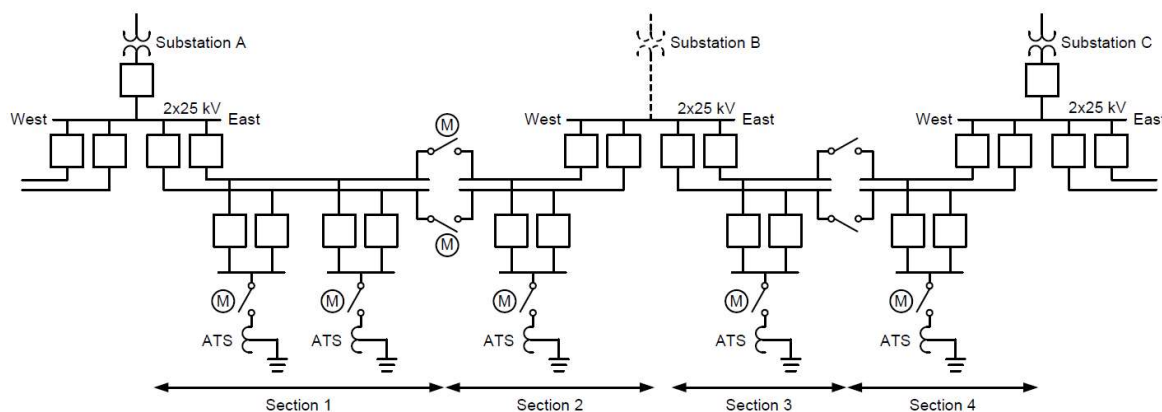 Substation A
Substation B
Substation C
West
2x25 kV
East
West
2x25 kV
East
West
2x25 kV
East
M
M
M
M
M
M
M
ATS
ATS
ATS
ATS
ATS
Section 1
Section 2
Section 3
Section 4